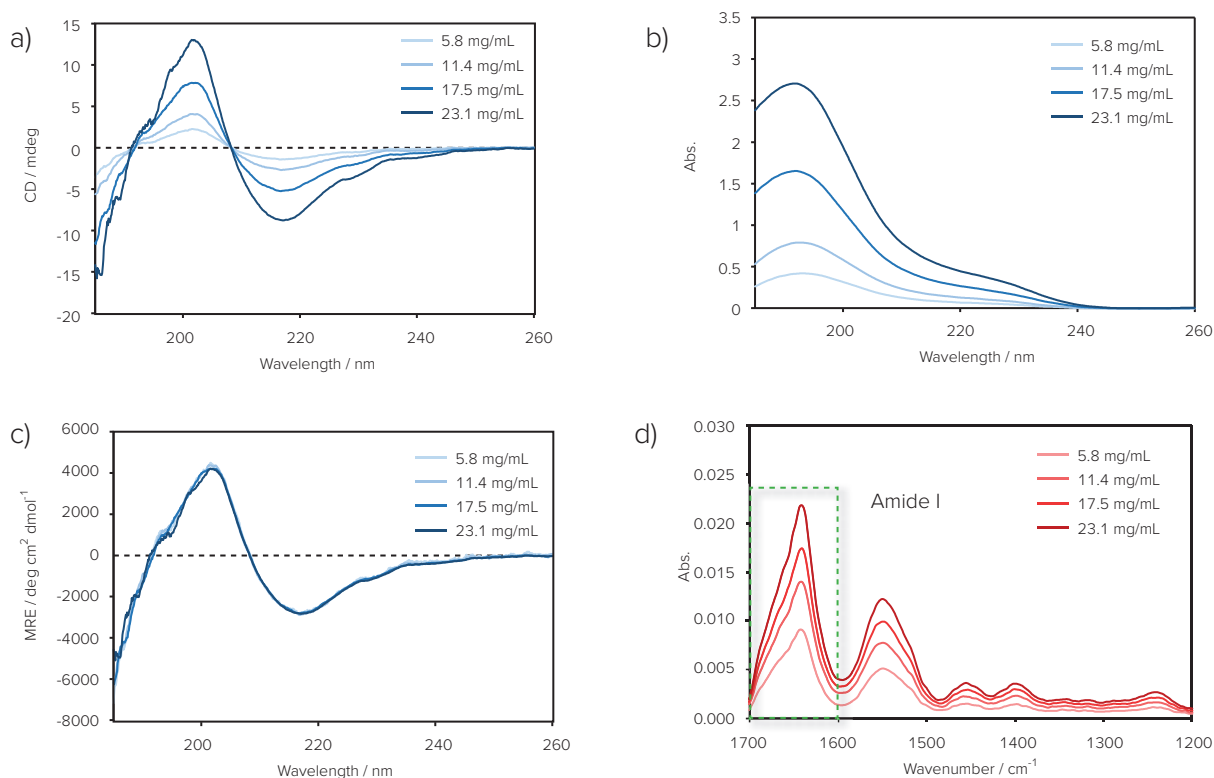 a)
15
10
5
0
-5
-10
-15
-20
CD / mdeg
5.8 mg/mL
11.4 mg/mL
17.5 mg/mL
23.1 mg/mL
200
220
240
260
Wavelength / nm
b)
3.5
3
2.5
2
1.5
1
0.5
0
Abs.
5.8 mg/mL
11.4 mg/mL
17.5 mg/mL
23.1 mg/mL
200
220
240
260
Wavelength / nm
c)
6000
4000
2000
0
-2000
-4000
-6000
-8000
MRE / deg cm² dmol⁻¹
5.8 mg/mL
11.4 mg/mL
17.5 mg/mL
23.1 mg/mL
200
220
240
260
Wavelength / nm
d)
0.030
0.025
0.020
0.015
0.010
0.005
0.000
Abs.
Amide I
5.8 mg/mL
11.4 mg/mL
17.5 mg/mL
23.1 mg/mL
1700
1600
1500
1400
1300
1200
Wavenumber / cm⁻¹